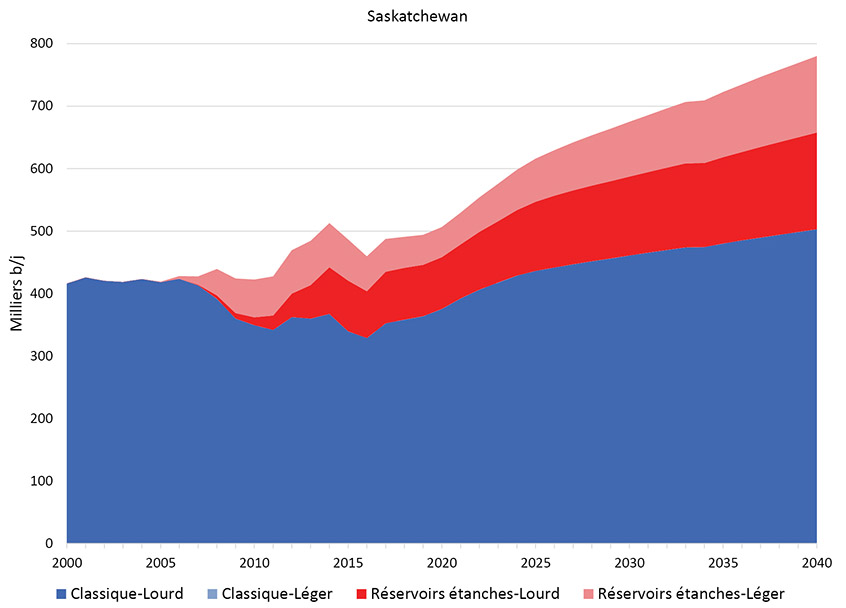 Saskatchewan
Milliers b/j
800
700
600
500
400
300
200
100
0
2000 2005 2010 2015 2020 2025 2030 2035 2040
Classique-Lourd Classique-Léger Réservoirs étanches-Lourd Réservoirs étanches-Léger